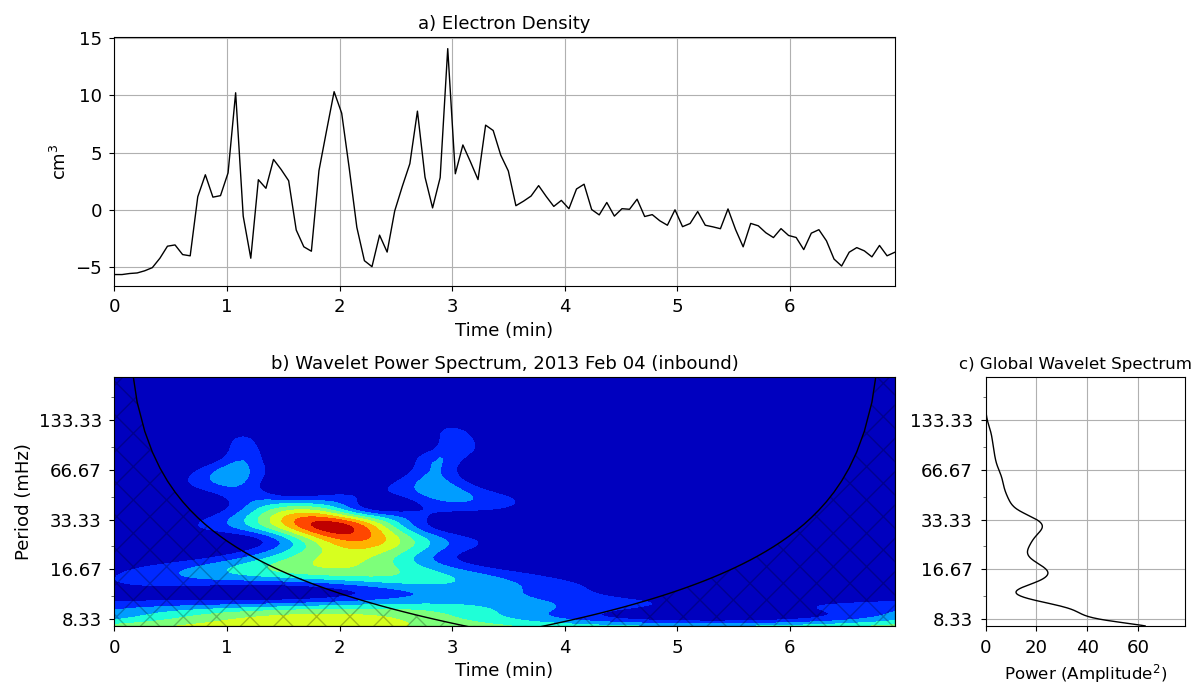 a) Electron Density
15
10
5
0
−5
cm³
0 1 2 3 4 5 6
Time (min)
b) Wavelet Power Spectrum, 2013 Feb 04 (inbound)
133.33
66.67
33.33
16.67
8.33
Period (mHz)
0 1 2 3 4 5 6
Time (min)
c) Global Wavelet Spectrum
133.33
66.67
33.33
16.67
8.33
0 20 40 60
Power (Amplitude²)